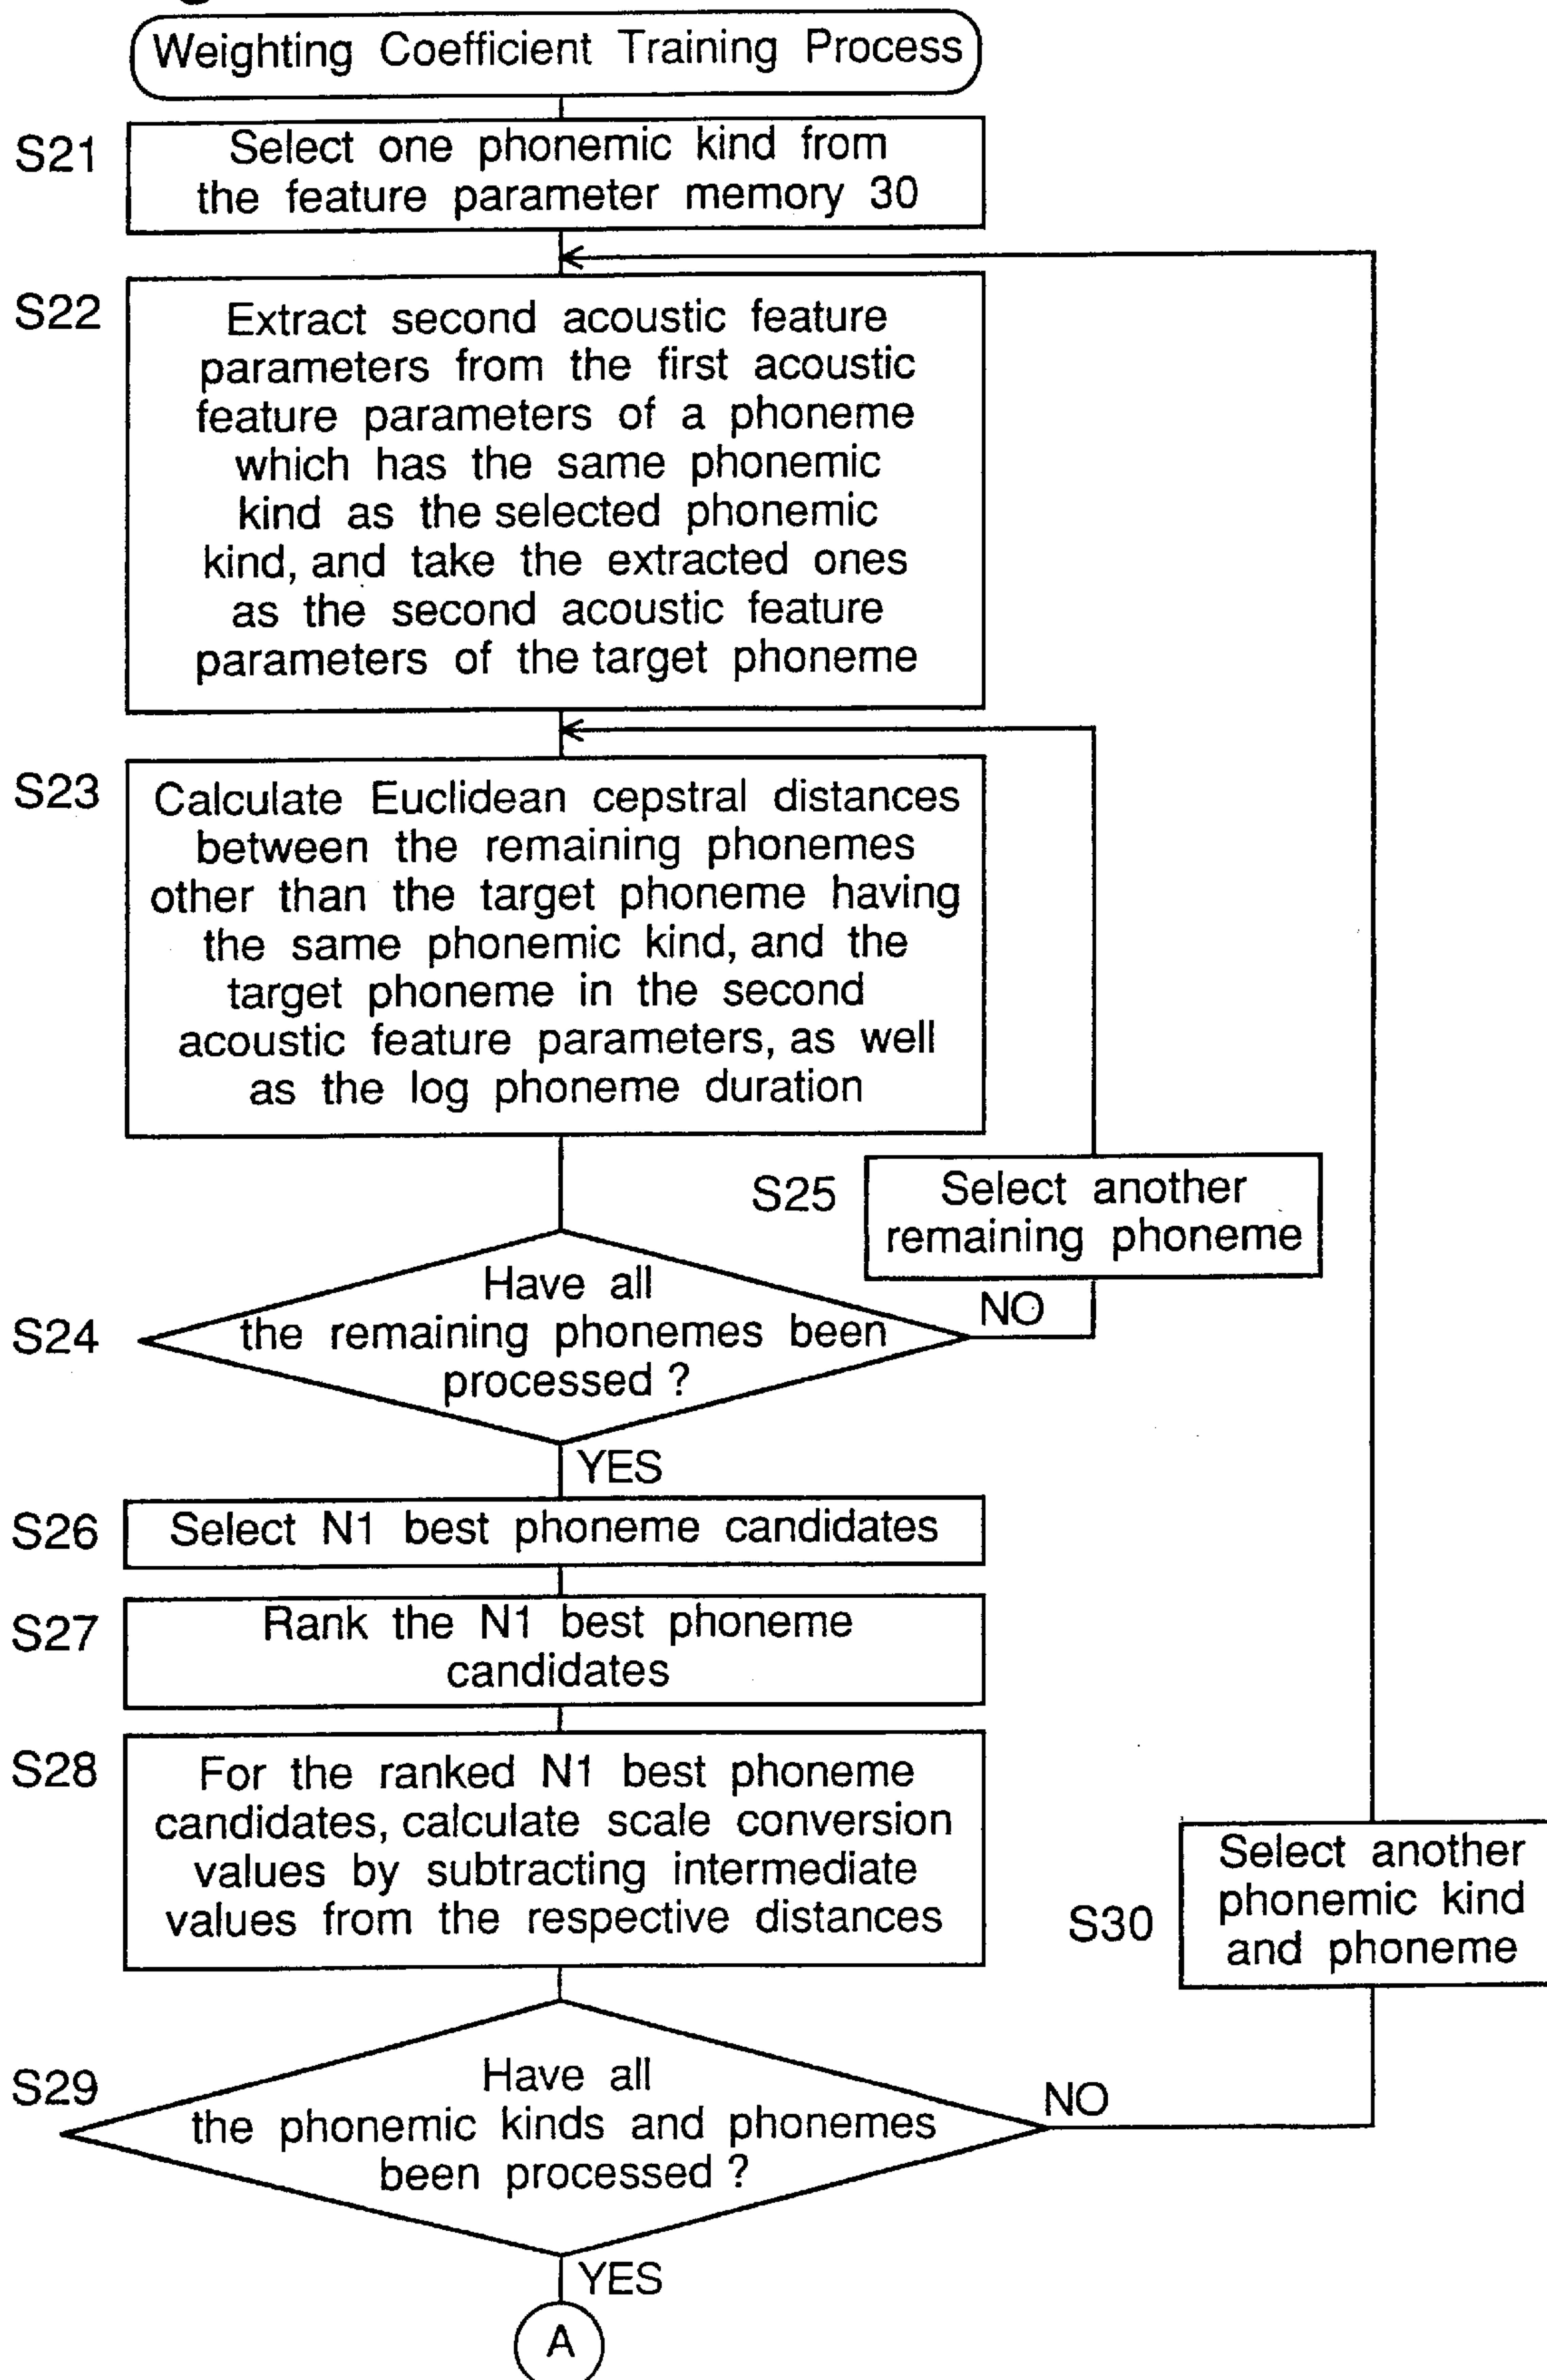 Weighting Coefficient Training Process
S21
Select one phonemic kind from
the feature parameter memory 30
S22
Extract second acoustic feature
parameters from the first acoustic
feature parameters of a phoneme
which has the same phonemic
kind as the selected phonemic
kind, and take the extracted ones
as the second acoustic feature
parameters of the target phoneme
S23
Calculate Euclidean cepstral distances
between the remaining phonemes
other than the target phoneme having
the same phonemic kind, and the
target phoneme in the second
acoustic feature parameters, as well
as the log phoneme duration
S25
Select another
remaining phoneme
S24
Have all
the remaining phonemes been
processed ?
NO
YES
S26
Select N1 best phoneme candidates
S27
Rank the N1 best phoneme
candidates
S28
For the ranked N1 best phoneme
candidates, calculate scale conversion
values by subtracting intermediate
values from the respective distances
S30
Select another
phonemic kind
and phoneme
S29
Have all
the phonemic kinds and phonemes
been processed ?
NO
YES
A